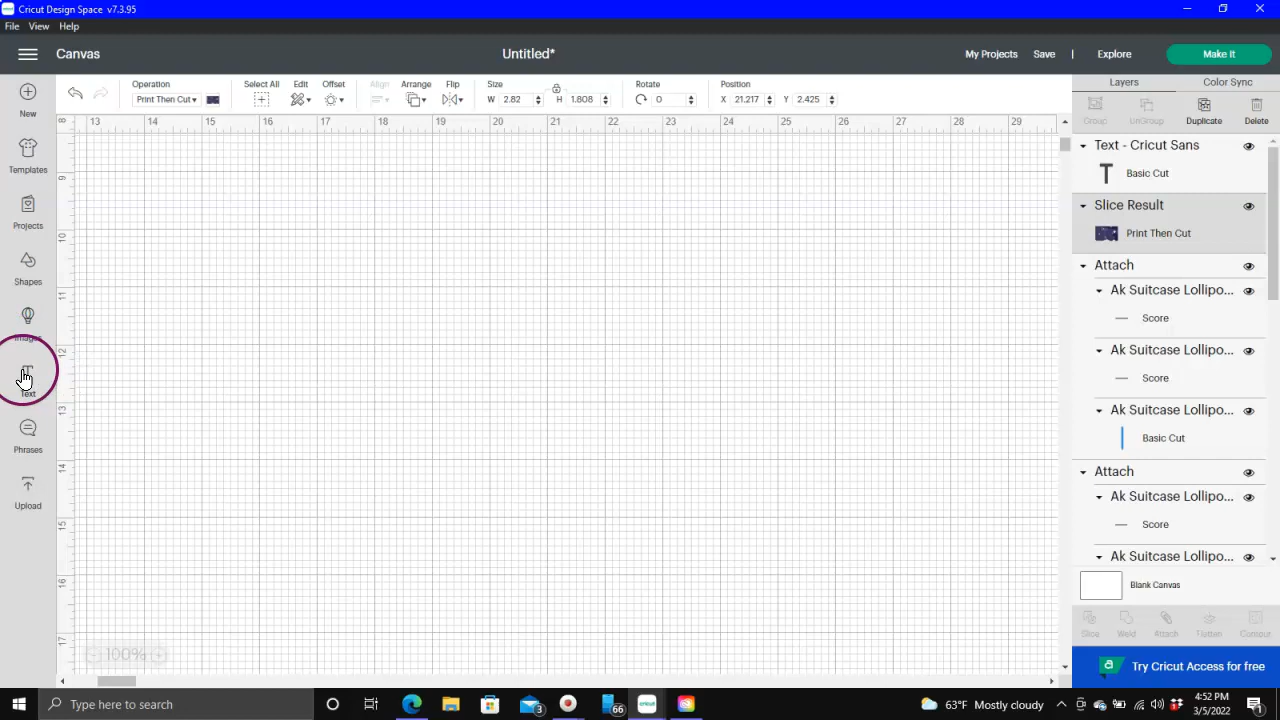 Cricut Design Space v7.3.95
File View Help
Canvas
Untitled*
My Projects Save | Explore Make It
Operation
Print Then Cut
Select All Edit Offset Align Arrange Flip Size Rotate Position
W 2.82 H 1.808 0 X 21.217 Y 2.425
Layers Color Sync
Group UnGroup Duplicate Delete
13 14 15 16 17 18 19 20 21 22 23 24 25 26 27 28 29
9
10
11
12
13
14
15
16
17
New
Templates
Projects
Shapes
Images
Text
Phrases
Upload
100%
Text - Cricut Sans
Basic Cut
Slice Result
Print Then Cut
Attach
Ak Suitcase Lollipo...
Score
Ak Suitcase Lollipo...
Score
Ak Suitcase Lollipo...
Basic Cut
Attach
Ak Suitcase Lollipo...
Score
Ak Suitcase Lollipo...
Blank Canvas
Slice Weld Attach Flatten Contour
Try Cricut Access for free
Type here to search
3
66
63°F Mostly cloudy
4:52 PM
3/5/2022
1